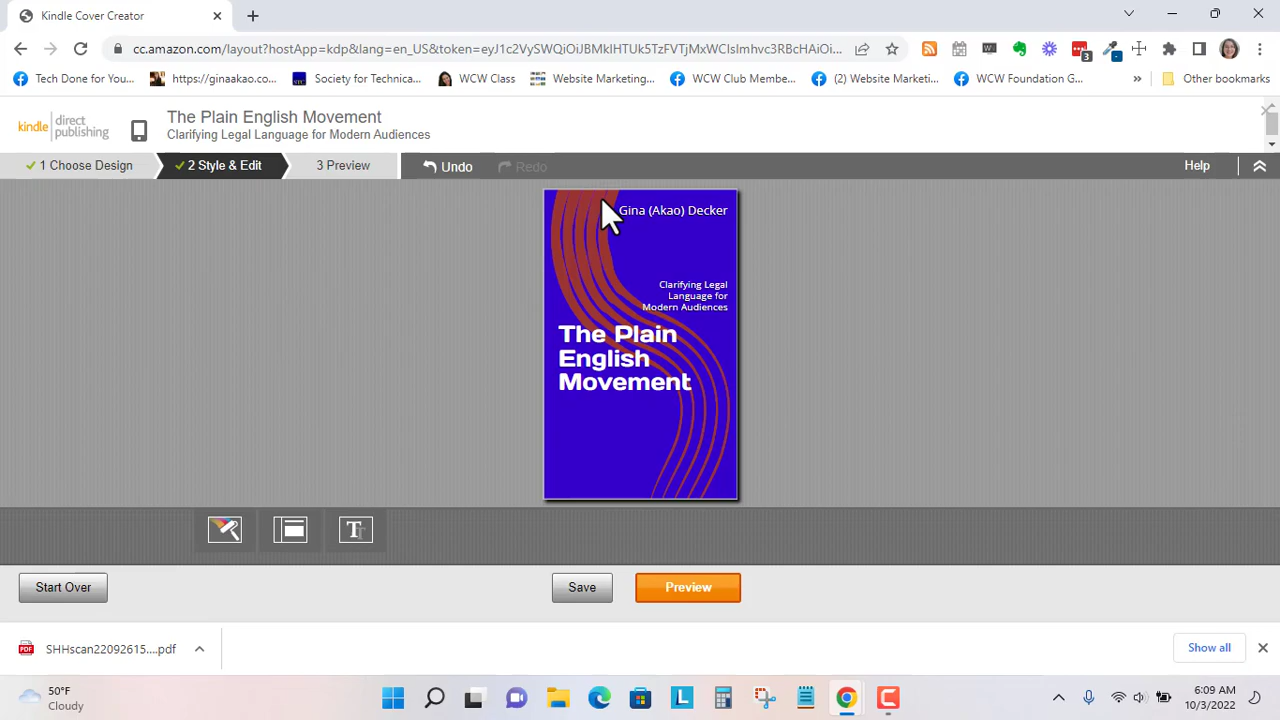 Kindle Cover Creator
cc.amazon.com/layout?hostApp=kdp&lang=en_US&token=eyJ1c2VySWQiOiJBMklHTUk5TzFVTjMxWCIsImhvc3RBcHAiOi...
3
Tech Done for You...
https://ginaakao.co...
Society for Technica...
WCW Class
Website Marketing...
WCW Club Membe...
(2) Website Marketi...
WCW Foundation G...
»
Other bookmarks
kindle direct publishing
The Plain English Movement
Clarifying Legal Language for Modern Audiences
1 Choose Design
2 Style & Edit
3 Preview
Undo
Redo
Help
Gina (Akao) Decker
Clarifying Legal
Language for
Modern Audiences
The Plain
English
Movement
Start Over
Save
Preview
SHHscan22092615....pdf
Show all
50°F
Cloudy
6:09 AM
10/3/2022